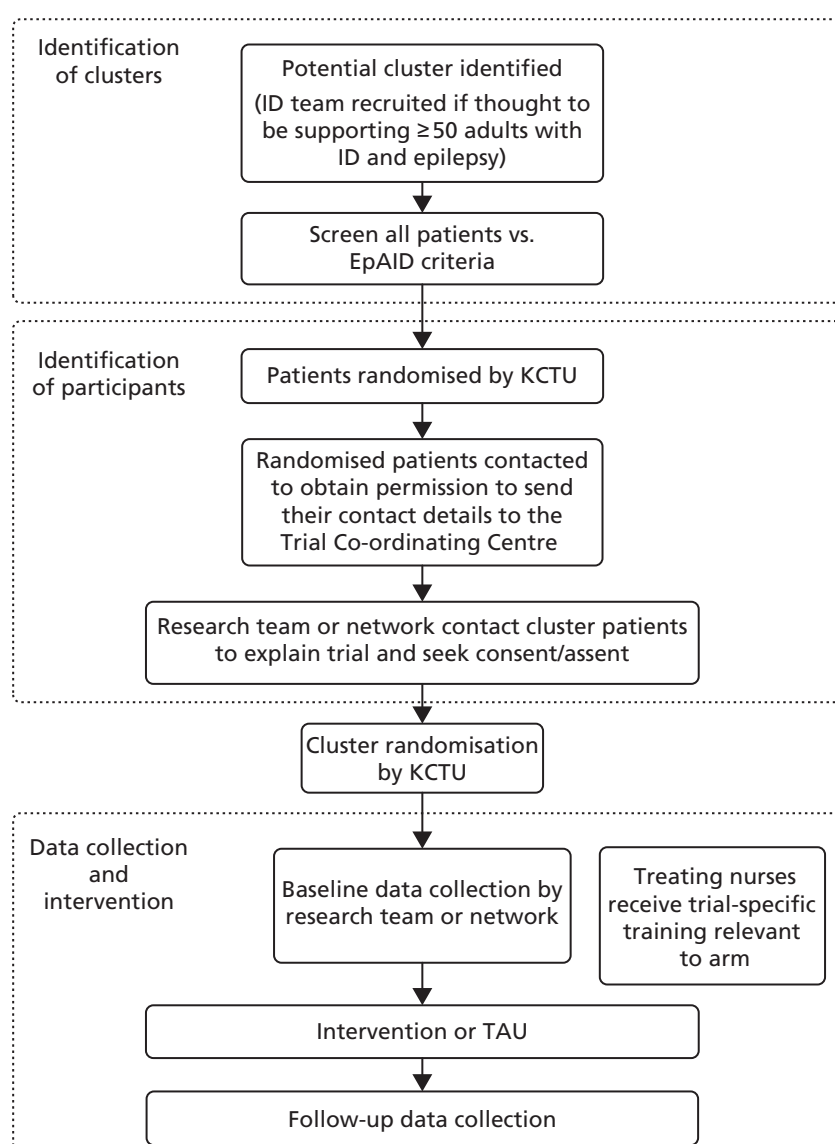 Identification
of clusters
Potential cluster identified
(ID team recruited if thought to
be supporting ≥50 adults with
ID and epilepsy)
Screen all patients vs.
EpAID criteria
Identification
of participants
Patients randomised by KCTU
Randomised patients contacted
to obtain permission to send
their contact details to the
Trial Co-ordinating Centre
Research team or network contact cluster patients
to explain trial and seek consent/assent
Cluster randomisation
by KCTU
Data collection
and
intervention
Baseline data collection by
research team or network
Treating nurses
receive trial-specific
training relevant
to arm
Intervention or TAU
Follow-up data collection